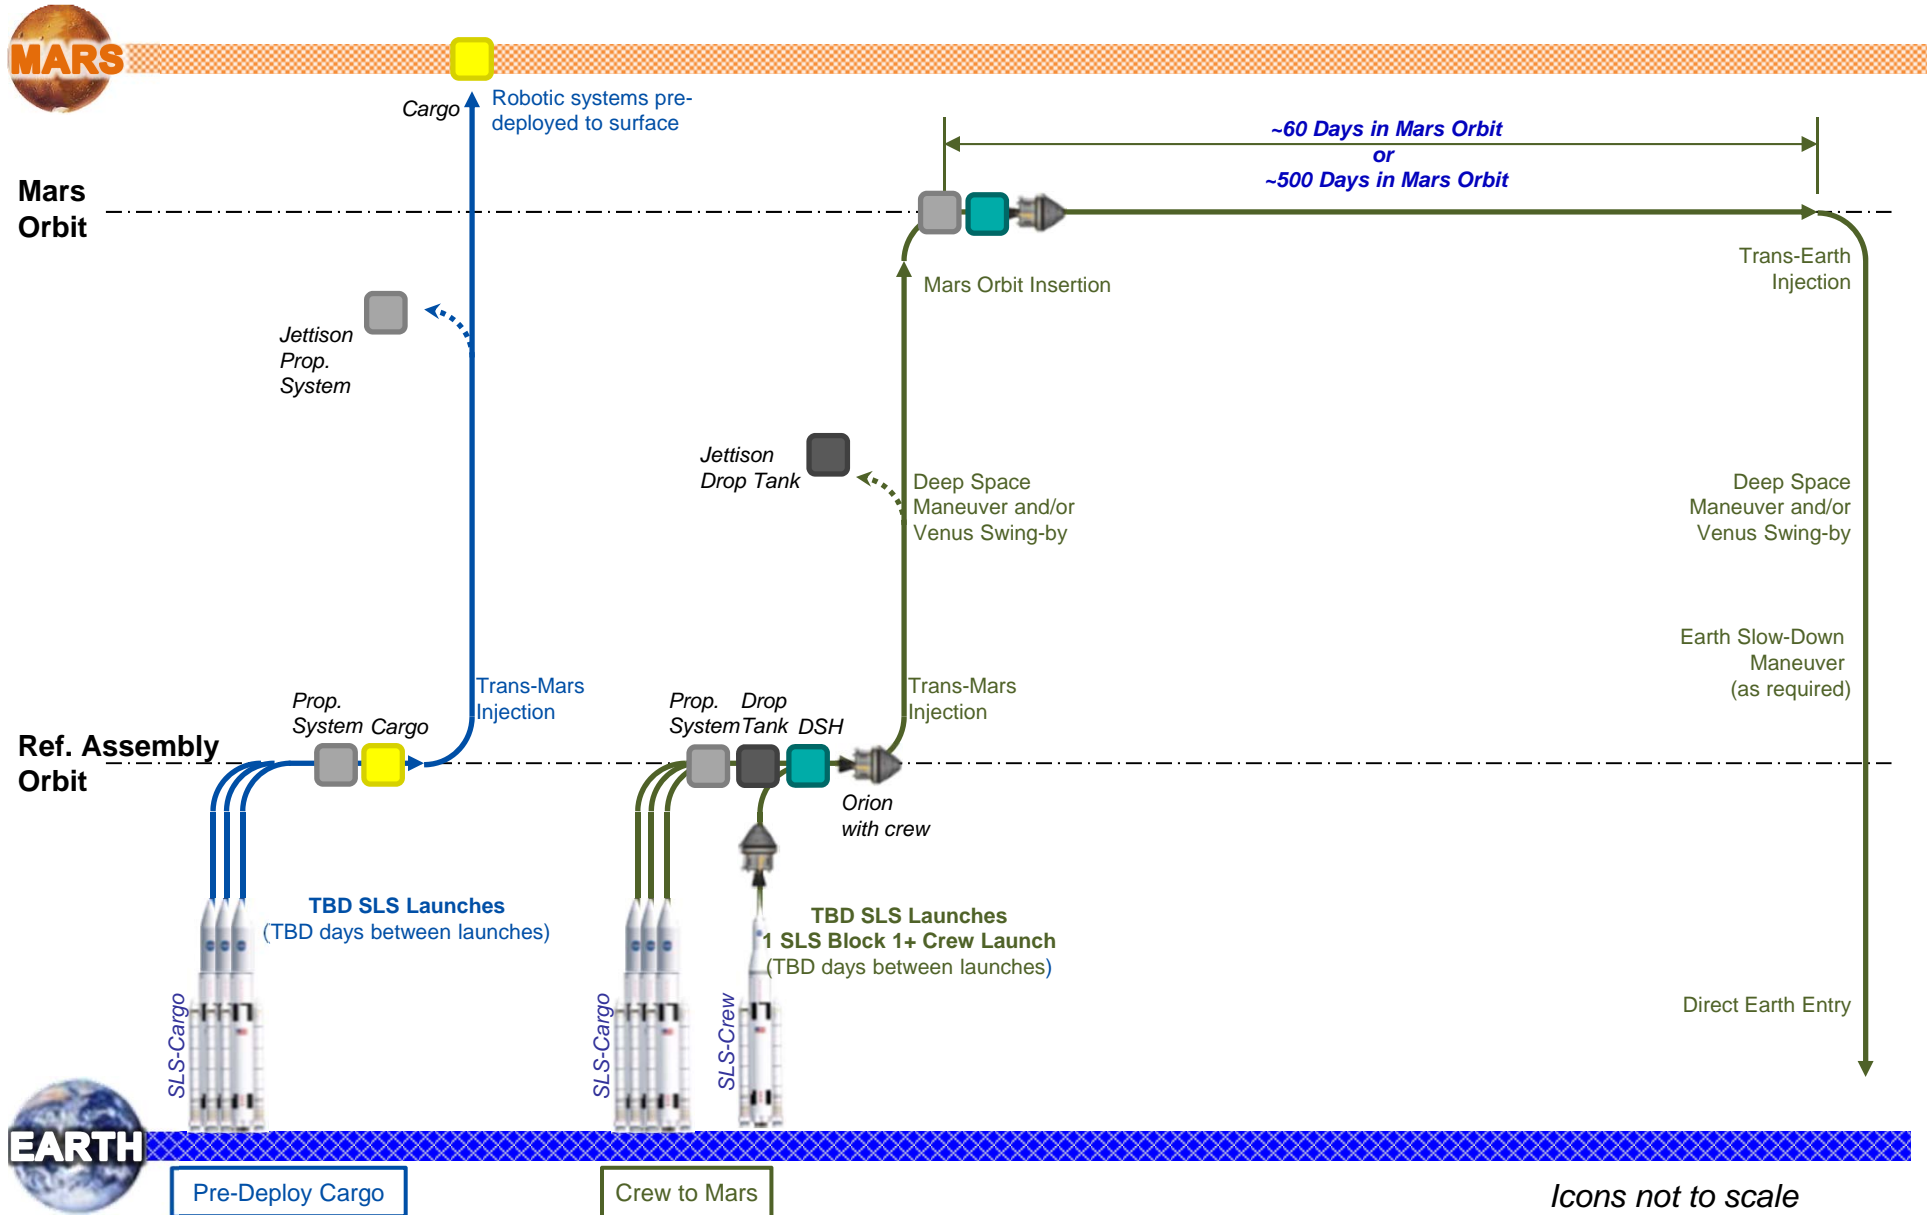 MARS
Cargo
Robotic systems pre-
deployed to surface
~60 Days in Mars Orbit
or
~500 Days in Mars Orbit
Mars
Orbit
Mars Orbit Insertion
Trans-Earth
Injection
Jettison
Prop.
System
Jettison
Drop Tank
Deep Space
Maneuver and/or
Venus Swing-by
Deep Space
Maneuver and/or
Venus Swing-by
Earth Slow-Down
Maneuver
(as required)
Trans-Mars
Injection
Prop.
System
Cargo
Prop.
System
Drop
Tank
DSH
Trans-Mars
Injection
Ref. Assembly
Orbit
Orion
with crew
TBD SLS Launches
(TBD days between launches)
TBD SLS Launches
1 SLS Block 1+ Crew Launch
(TBD days between launches)
SLS-Cargo
SLS-Cargo
SLS-Crew
Direct Earth Entry
EARTH
Pre-Deploy Cargo
Crew to Mars
Icons not to scale